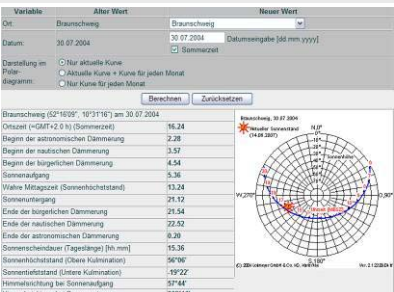 Variable Alter Wert Neuer Wert
Ort: Braunschweig Braunschweig
Datum: 30.07.2004 30.07.2004 Datumseingabe [dd.mm.yyyy]
Sommerzeit
Darstellung im Polar-diagramm:
Nur aktuelle Kurve
Aktuelle Kurve + Kurve für jeden Monat
Nur Kurve für jeden Monat
Berechnen Zurücksetzen
Braunschweig (52°16'09", 10°31'16") am 30.07.2004
Ortszeit (=GMT+2.0 h) (Sommerzeit) 16.24
Beginn der astronomischen Dämmerung 2.28
Beginn der nautischen Dämmerung 3.57
Beginn der bürgerlichen Dämmerung 4.54
Sonnenaufgang 5.36
Wahre Mittagszeit (Sonnenhöchststand) 13.24
Sonnenuntergang 21.12
Ende der bürgerlichen Dämmerung 21.54
Ende der nautischen Dämmerung 22.52
Ende der astronomischen Dämmerung 0.20
Sonnenscheindauer (Tageslänge) [hh.mm] 15.36
Sonnenhöchststand (Obere Kulmination) 56°06'
Sonnentiefststand (Untere Kulmination) -19°22'
Himmelsrichtung bei Sonnenaufgang 57°44'
Braunschweig, 30.07.2004
Aktueller Sonnenstand
N,0°
Sonnenhöhe
W,270°
O,90°
S,180°